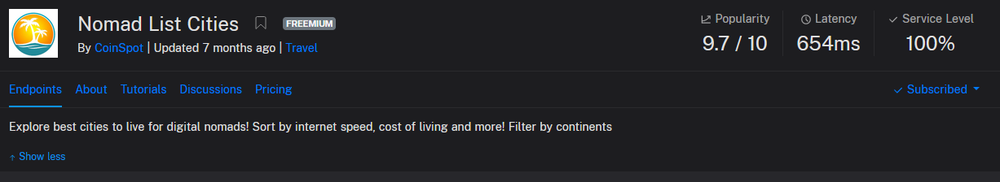 Nomad List Cities FREEMIUM
By CoinSpot | Updated 7 months ago | Travel
Popularity
9.7 / 10
Latency
654ms
Service Level
100%
Endpoints About Tutorials Discussions Pricing
Subscribed
Explore best cities to live for digital nomads! Sort by internet speed, cost of living and more! Filter by continents
↑ Show less